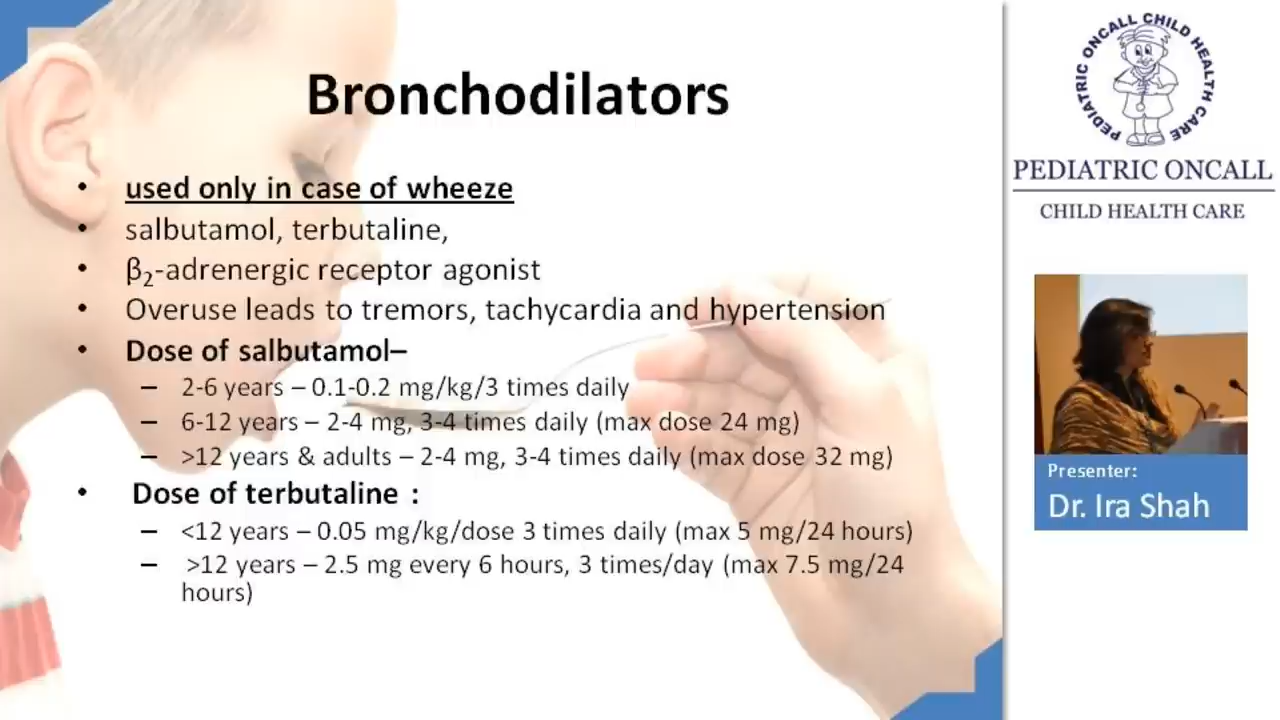 Bronchodilators
• used only in case of wheeze
• salbutamol, terbutaline,
• β₂-adrenergic receptor agonist
• Overuse leads to tremors, tachycardia and hypertension
• Dose of salbutamol–
– 2-6 years – 0.1-0.2 mg/kg/3 times daily
– 6-12 years – 2-4 mg, 3-4 times daily (max dose 24 mg)
– >12 years & adults – 2-4 mg, 3-4 times daily (max dose 32 mg)
• Dose of terbutaline :
– <12 years – 0.05 mg/kg/dose 3 times daily (max 5 mg/24 hours)
– >12 years – 2.5 mg every 6 hours, 3 times/day (max 7.5 mg/24
hours)
PEDIATRIC ONCALL CHILD HEALTH CARE
PEDIATRIC ONCALL
CHILD HEALTH CARE
Presenter:
Dr. Ira Shah